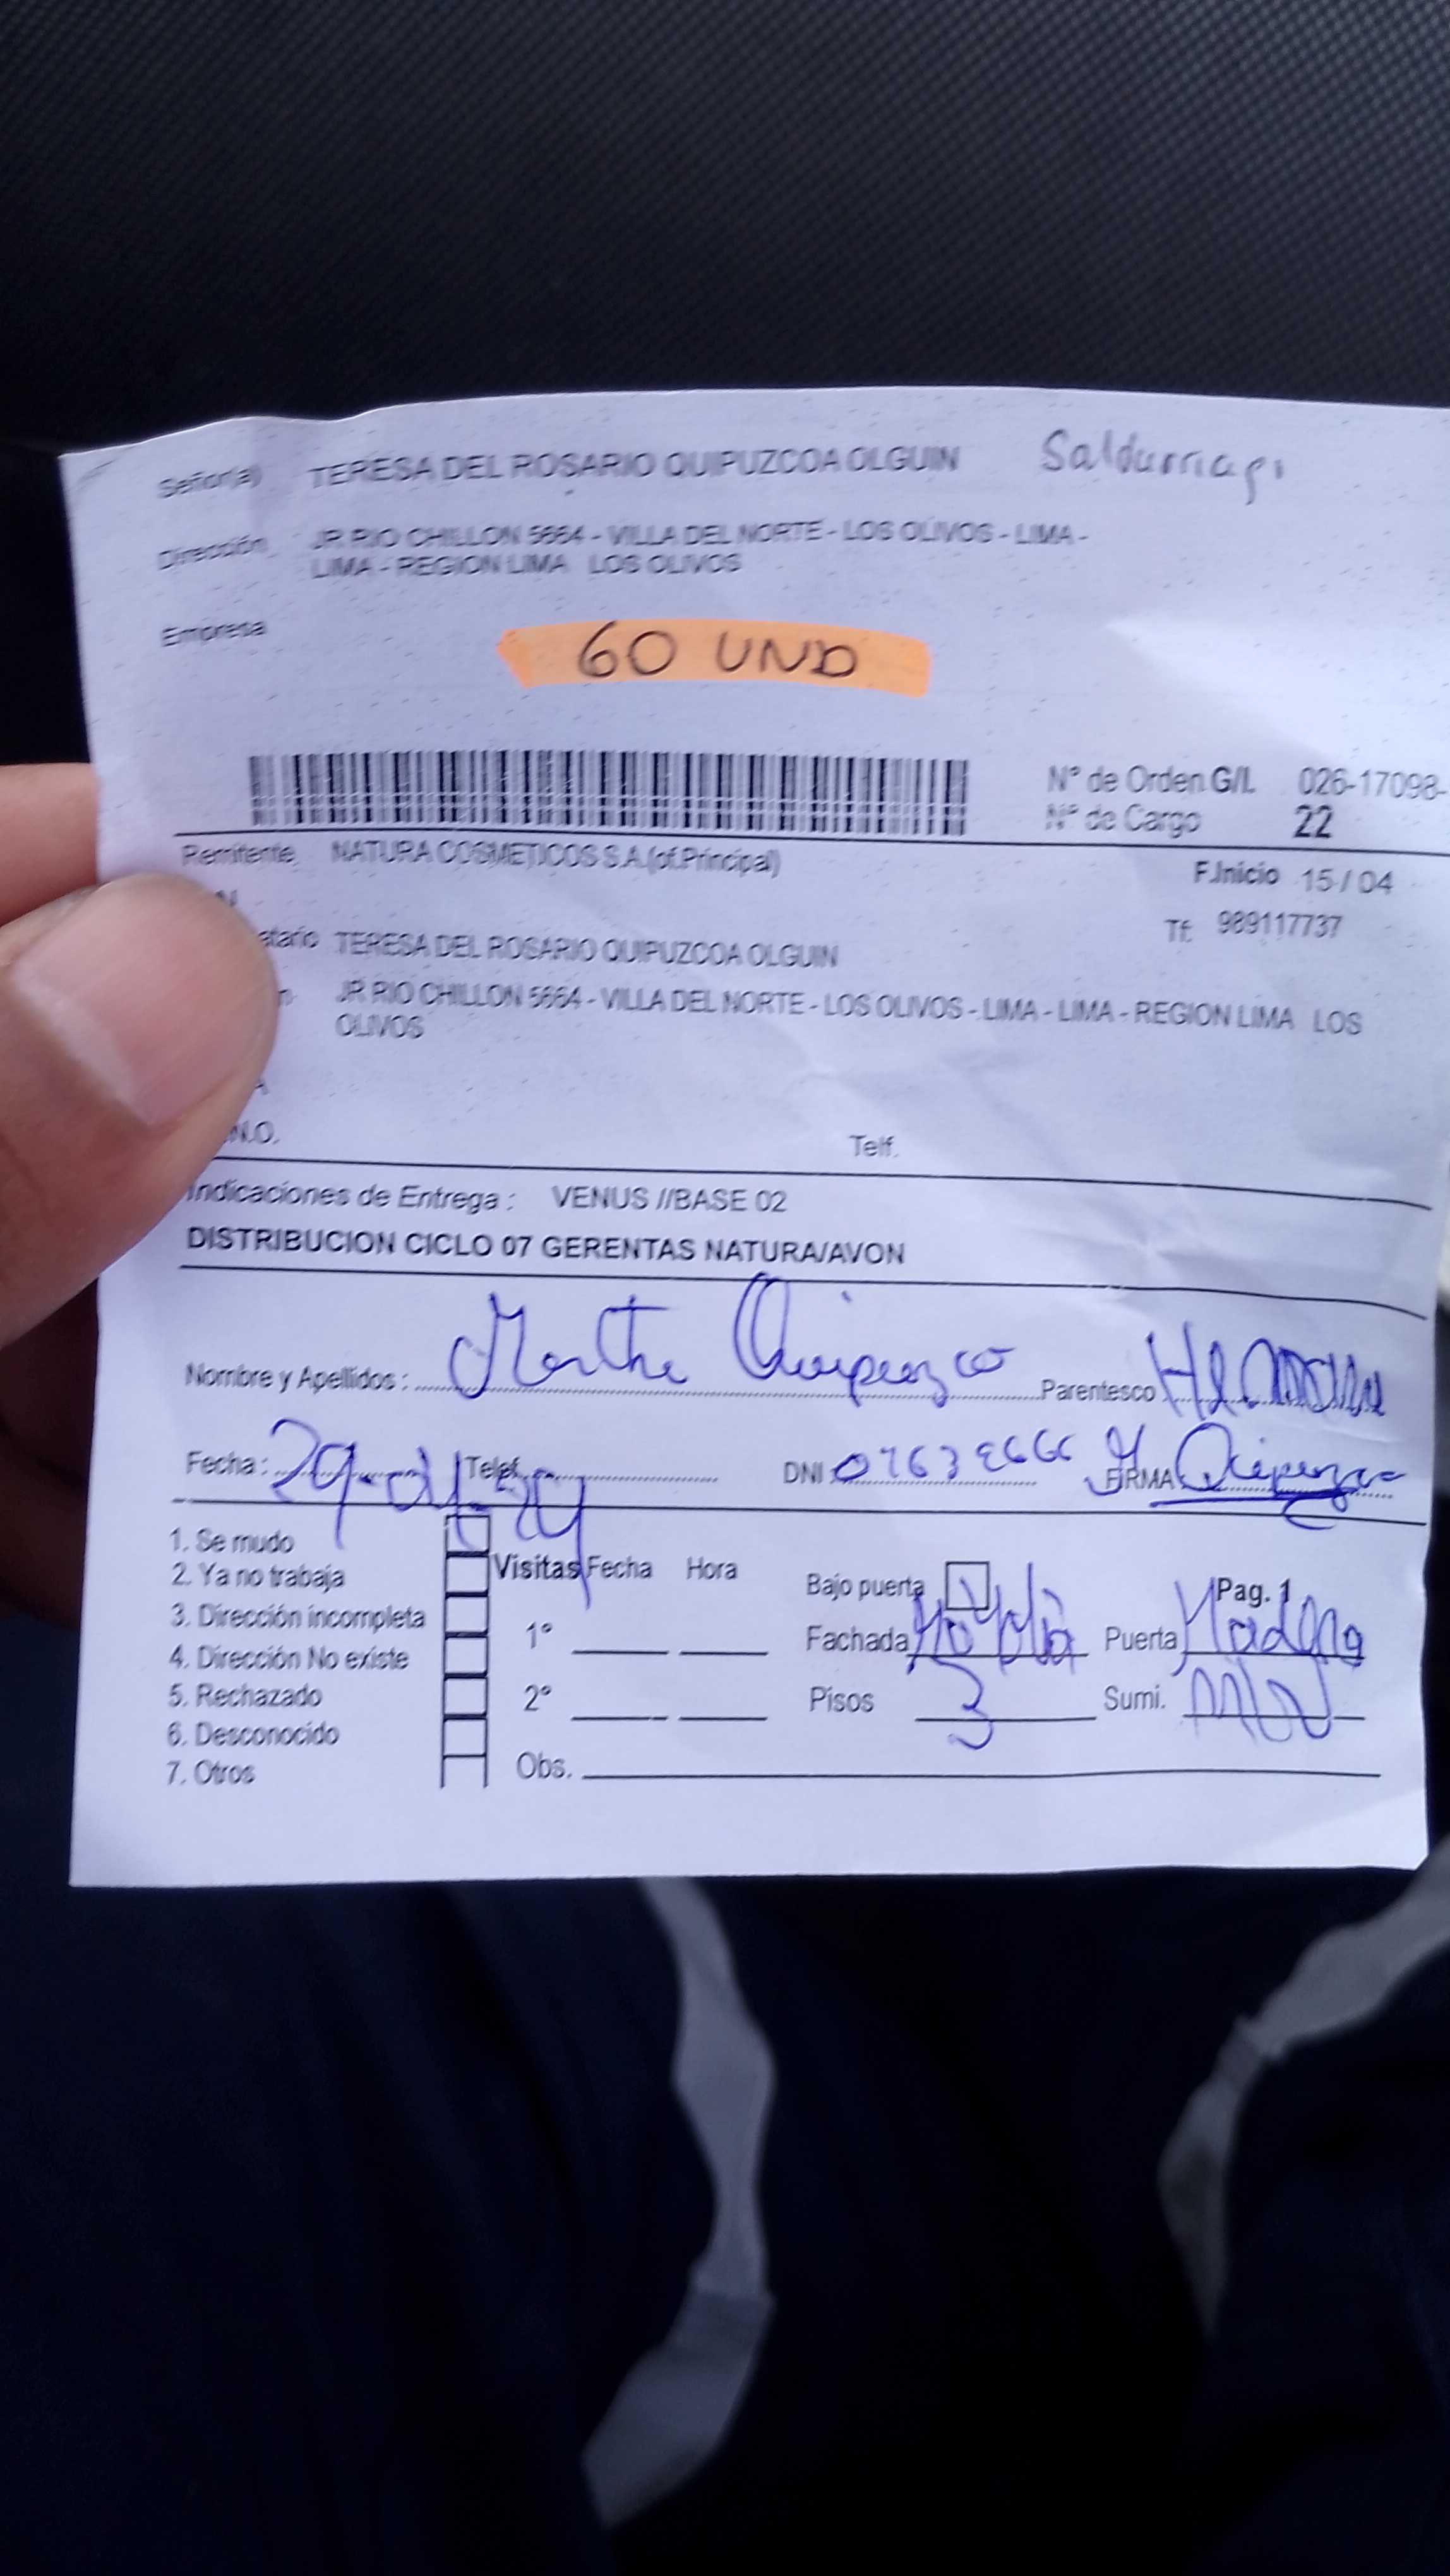 Señor(a) TERESA DEL ROSARIO QUIPUZCOA OLGUIN
Dirección JR RIO CHILLON 5664 - VILLA DEL NORTE - LOS OLIVOS - LIMA -
LIMA - REGION LIMA LOS OLIVOS
Empresa
60 UND
N° de Orden G/L 026-17098-
N° de Cargo 22
Remitente NATURA COSMETICOS S.A.(of.Principal)
F.Inicio 15 / 04
Tf: 989117737
atario TERESA DEL ROSARIO QUIPUZCOA OLGUIN
JR RIO CHILLON 5664 - VILLA DEL NORTE - LOS OLIVOS - LIMA - LIMA - REGION LIMA LOS
OLIVOS
N.O. Telf.
Indicaciones de Entrega : VENUS //BASE 02
DISTRIBUCION CICLO 07 GERENTAS NATURA/AVON
Nombre y Apellidos : Parentesco
Fecha : Telef. DNI : FIRMA
1. Se mudo
2. Ya no trabaja
3. Dirección incompleta
4. Dirección No existe
5. Rechazado
6. Desconocido
7. Otros
Visitas Fecha Hora
1°
2°
Obs.
Bajo puerta Pag. 1
Fachada Puerta
Pisos 3 Sumi.